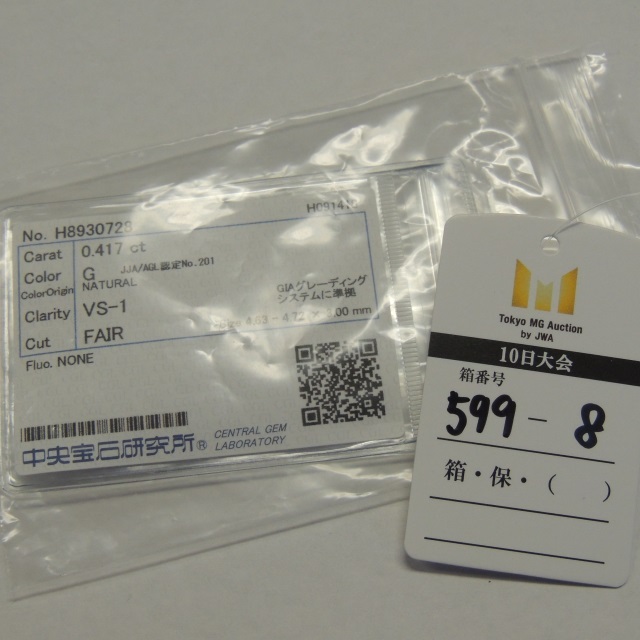 No. H8930728
Carat 0.417 ct
Color G JJA/AGL認定No.201
ColorOrigin NATURAL
GIAグレーディング
システムに準拠
Clarity VS-1
Cut FAIR
Fluo. NONE
中央宝石研究所® CENTRAL GEM
LABORATORY
Tokyo MG Auction
by JWA
10日大会
箱番号
599-8
箱・保・( )